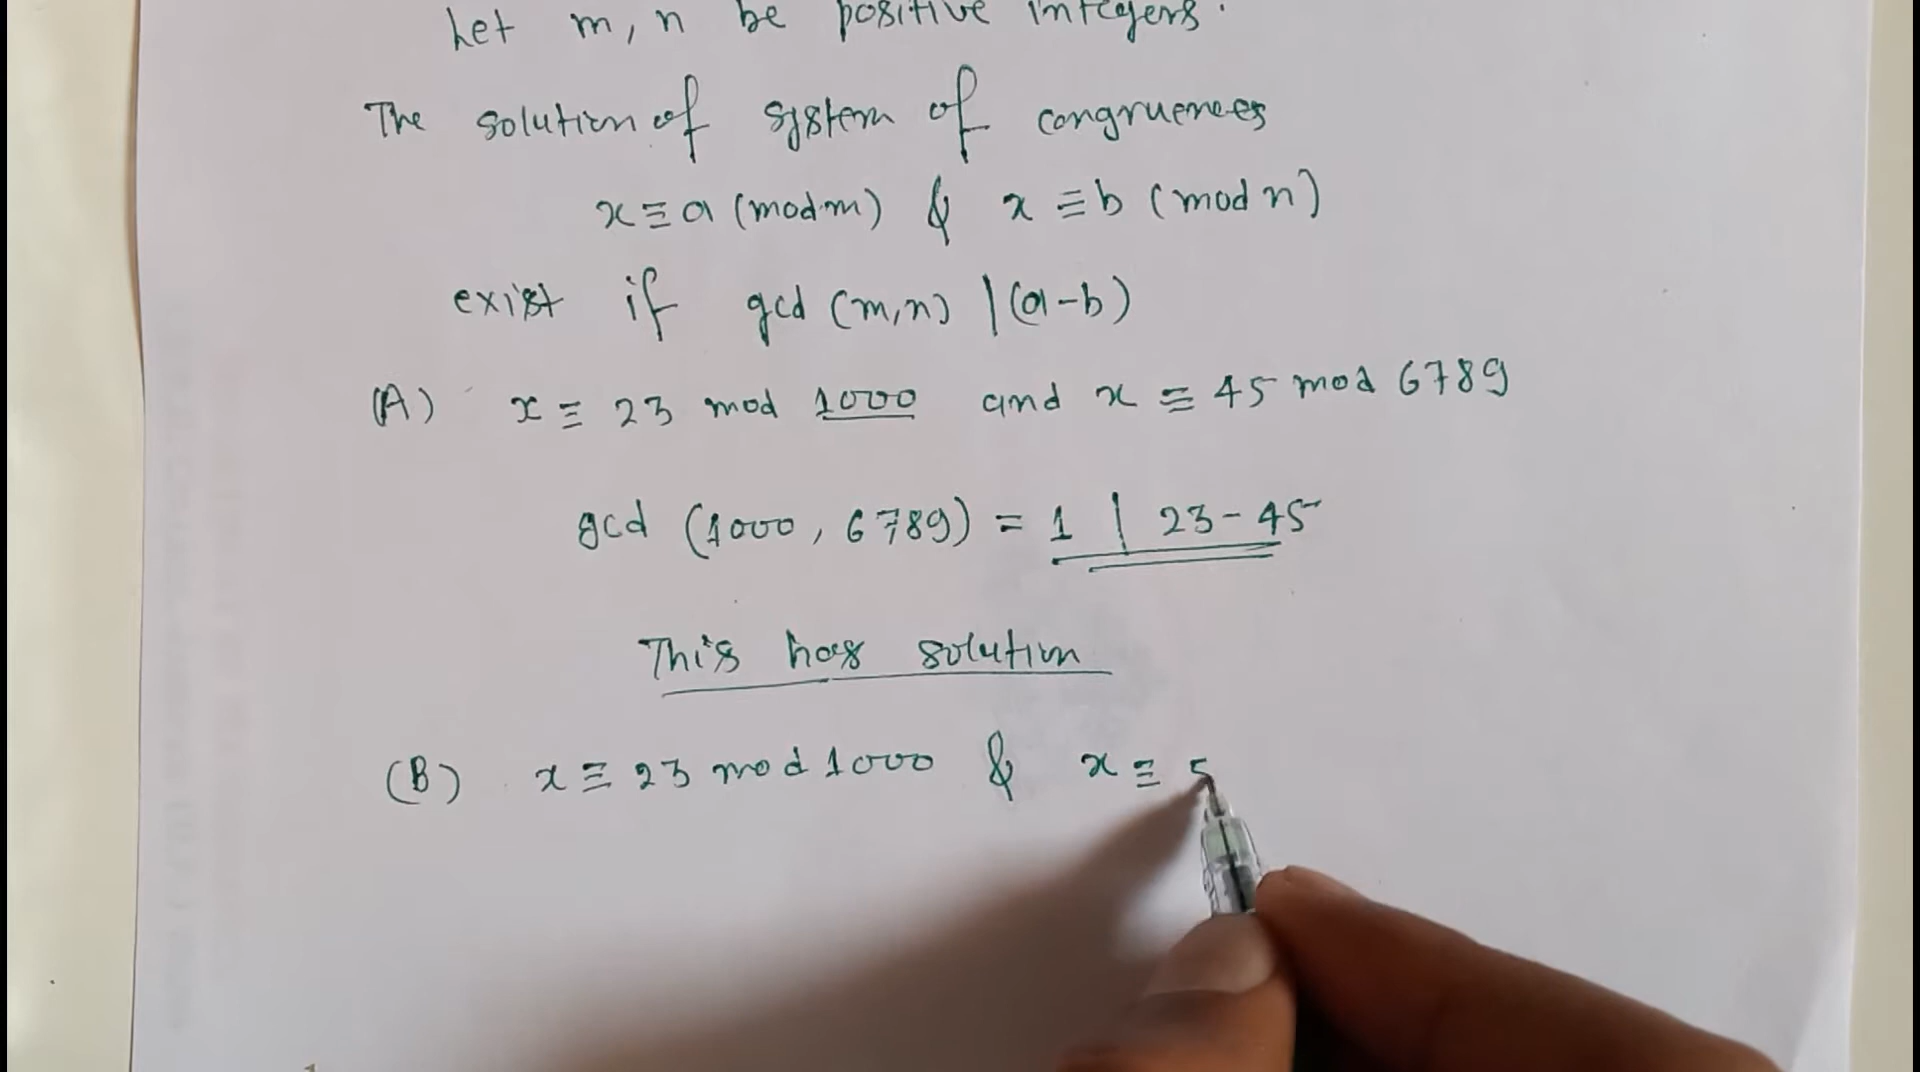 Let m, n be positive integers.
The solution of system of congruences
x ≡ a (mod m) & x ≡ b (mod n)
exist if gcd (m, n) | (a-b)
(A) x ≡ 23 mod 1000 and x ≡ 45 mod 6789
gcd (1000, 6789) = 1 | 23-45
This has solution
(B) x ≡ 23 mod 1000 & x ≡ 5